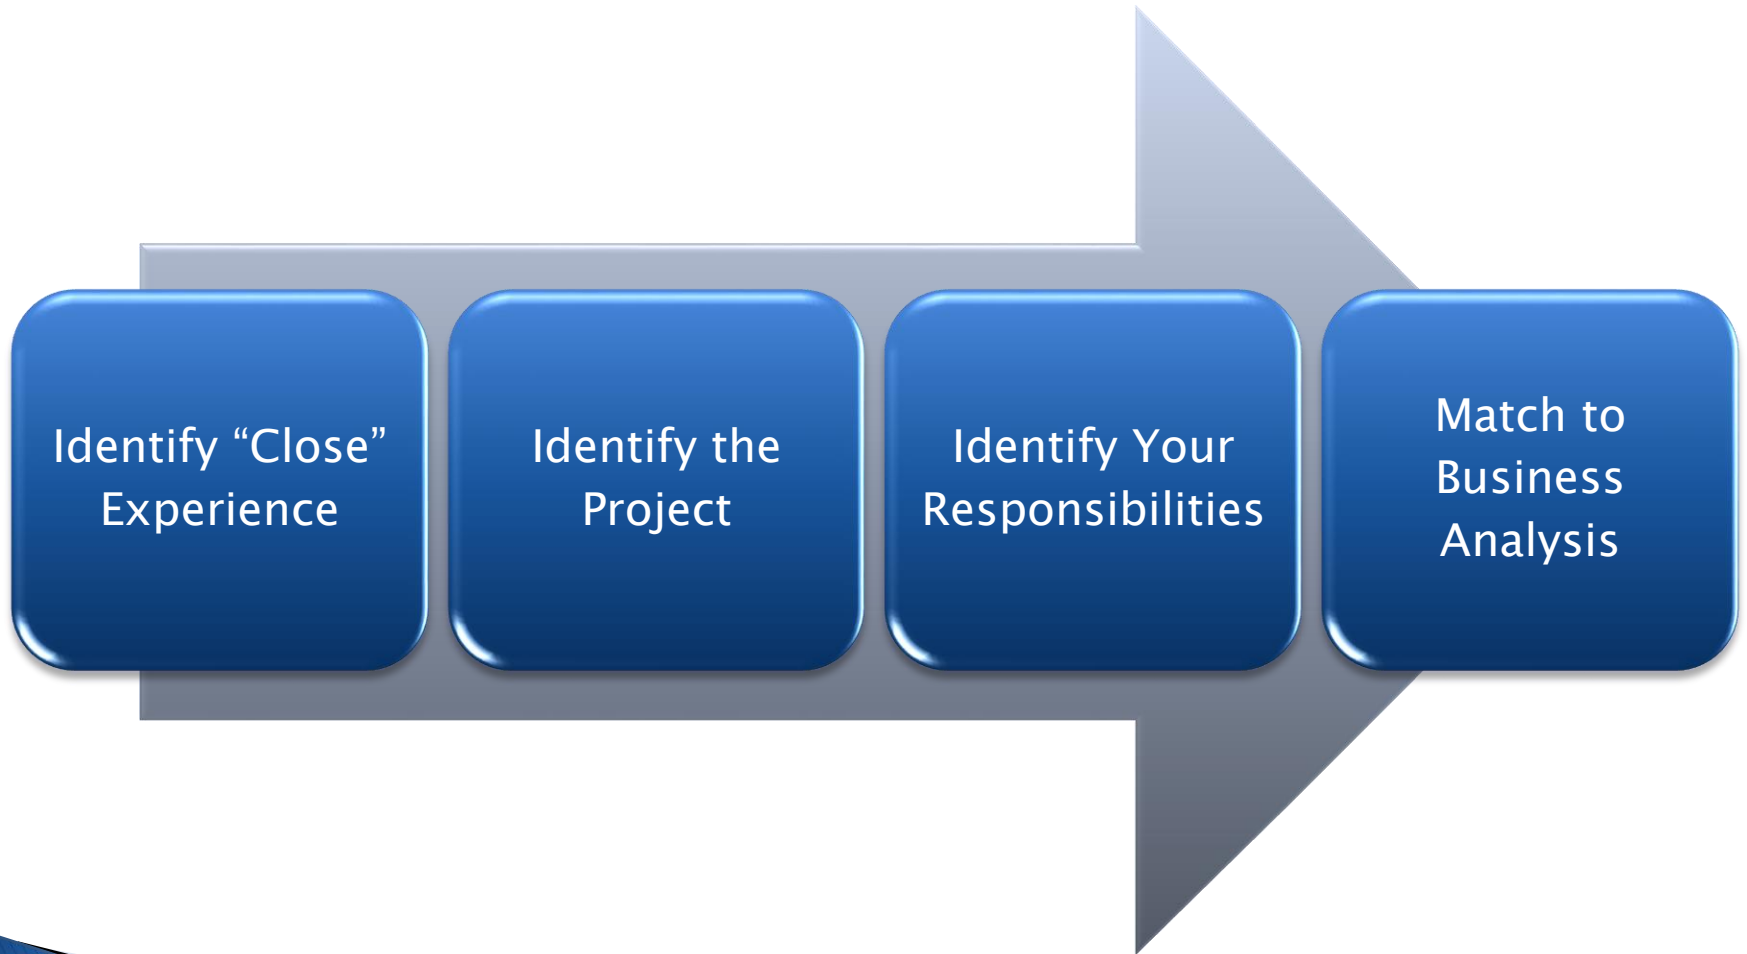 Identify “Close”
Experience
Identify the
Project
Identify Your
Responsibilities
Match to
Business
Analysis